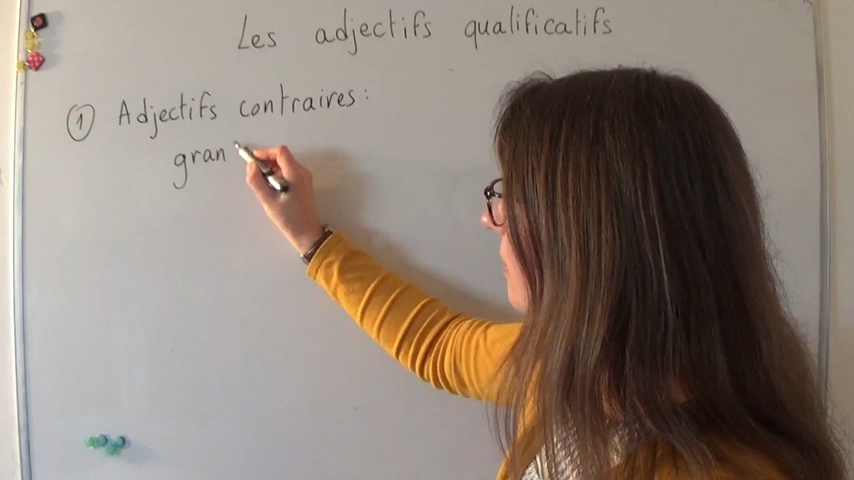 Les adjectifs qualificatifs
① Adjectifs contraires:
gran